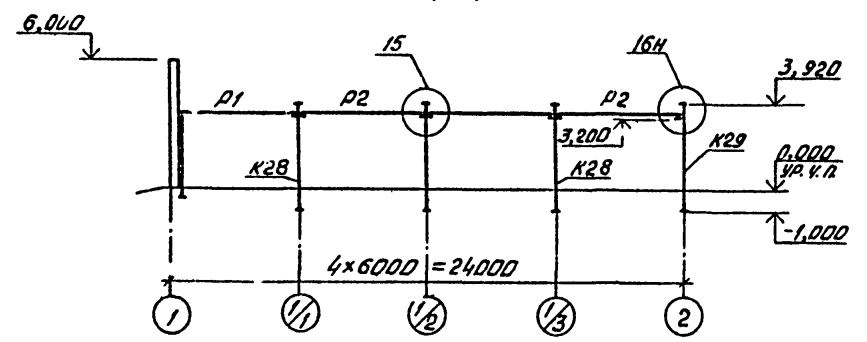 6,000
15
16н
3,920
р1
р2
р2
3,200
к28
к28
к29
0,000
ур. ч.п.
-1,000
4×6000 = 24000
1
1/1
1/2
1/3
2